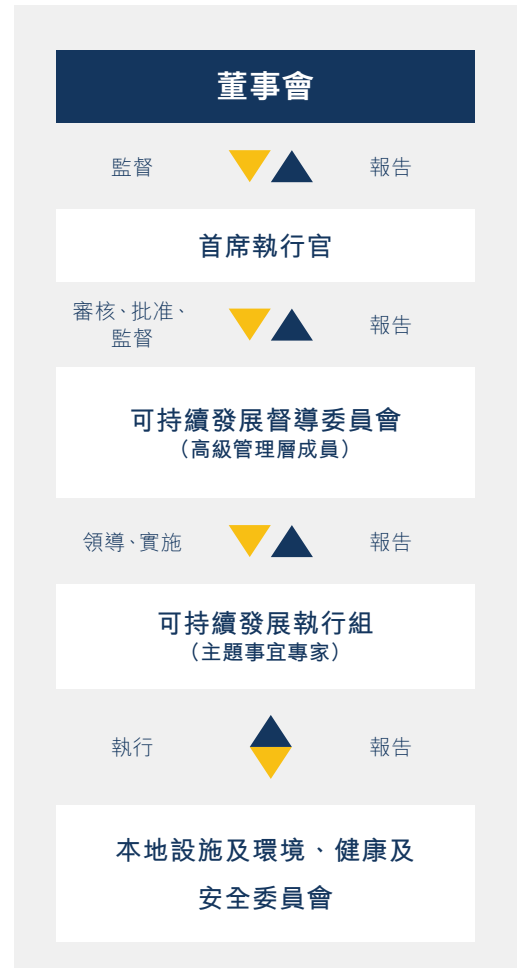 董事會
監督
報告
首席執行官
審核、批准、
監督
報告
可持續發展督導委員會
（高級管理層成員）
領導、實施
報告
可持續發展執行組
（主題事宜專家）
執行
報告
本地設施及環境、健康及
安全委員會